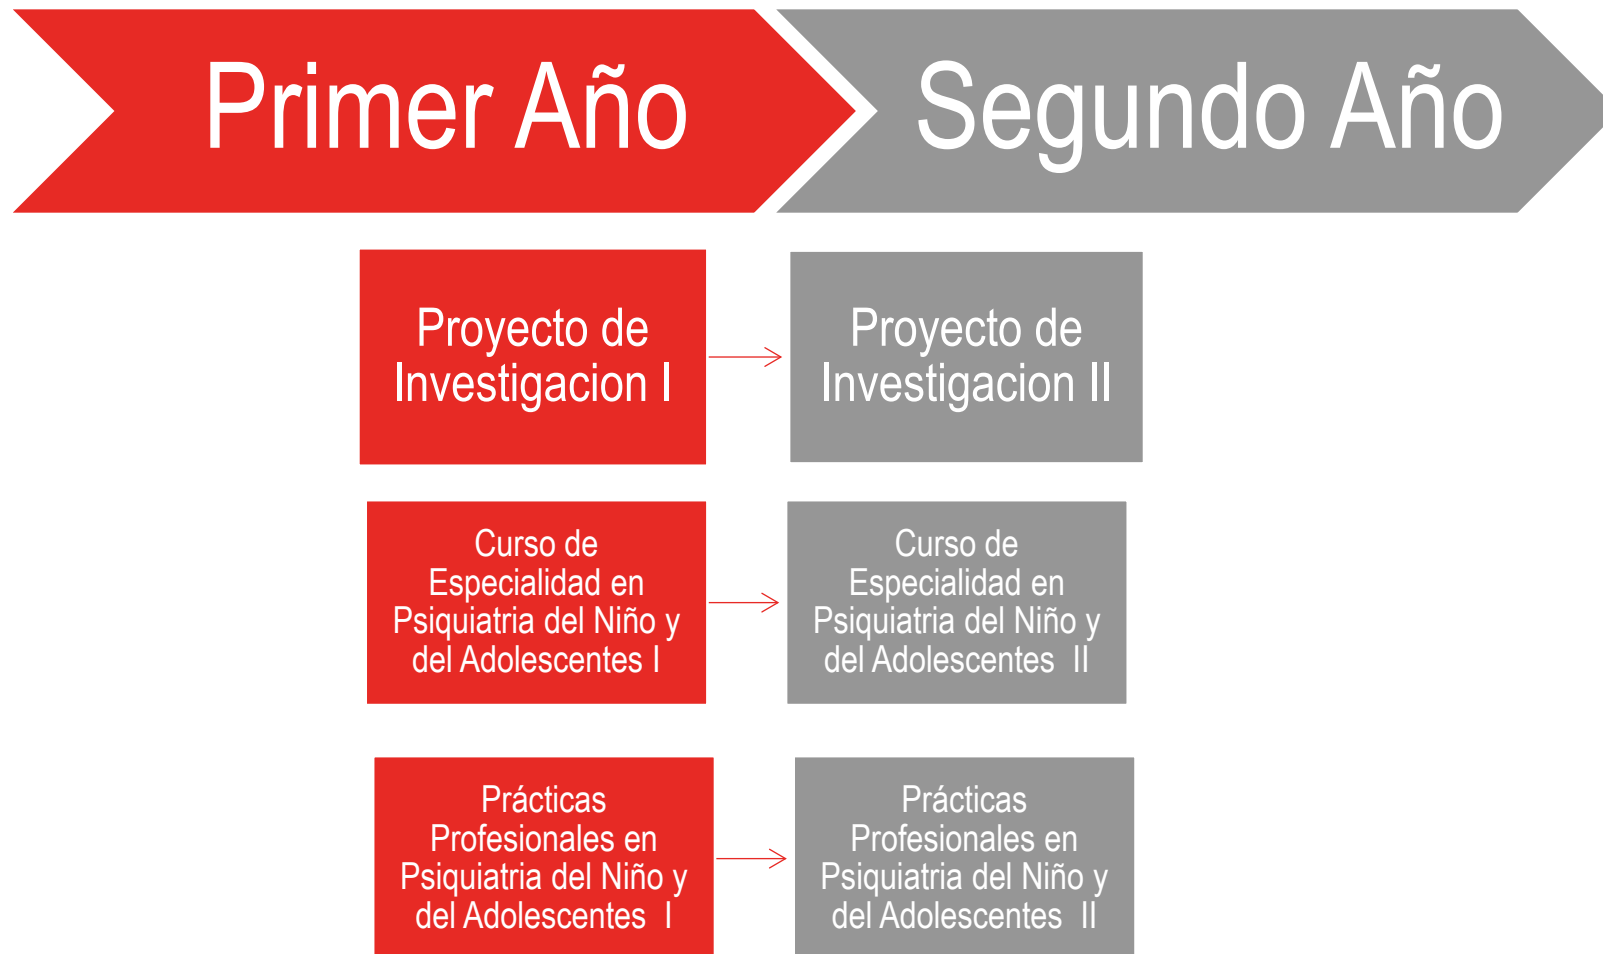 Primer Año
Segundo Año
Proyecto de
Investigacion I
Proyecto de
Investigacion II
Curso de
Especialidad en
Psiquiatria del Niño y
del Adolescentes I
Curso de
Especialidad en
Psiquiatria del Niño y
del Adolescentes II
Prácticas
Profesionales en
Psiquiatria del Niño y
del Adolescentes I
Prácticas
Profesionales en
Psiquiatria del Niño y
del Adolescentes II